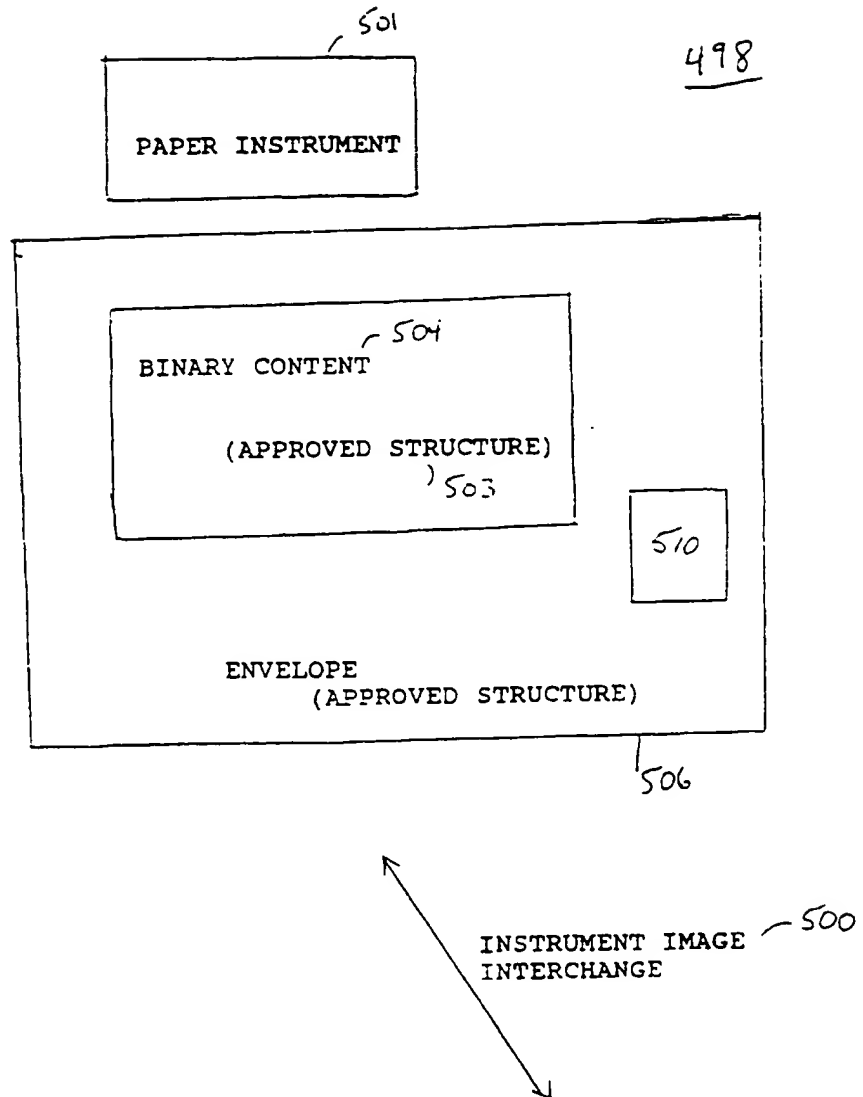 501
498
PAPER INSTRUMENT
504
BINARY CONTENT
(APPROVED STRUCTURE)
503
510
ENVELOPE
(APPROVED STRUCTURE)
506
500
INSTRUMENT IMAGE
INTERCHANGE